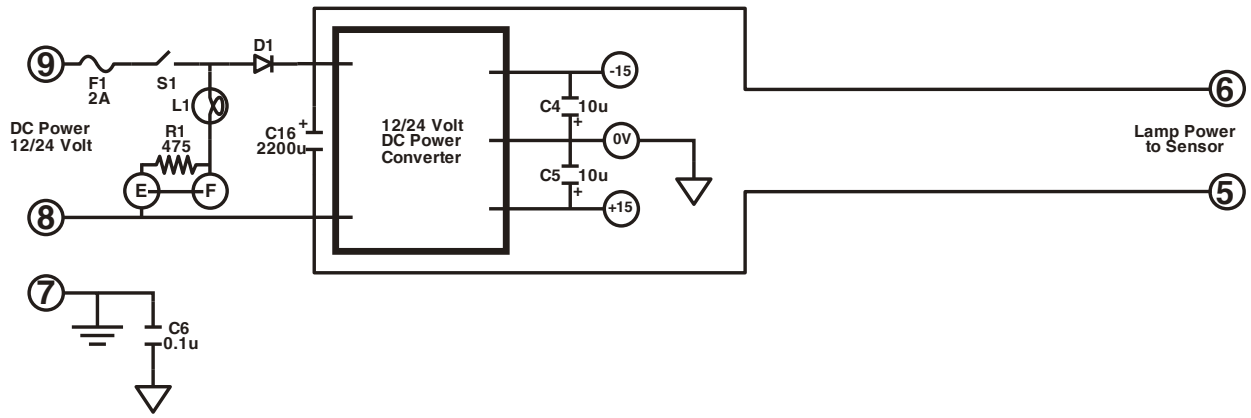 9
F1
2A
S1
D1
L1
DC Power
12/24 Volt
R1
475
E
F
8
C16
+
2200u
12/24 Volt
DC Power
Converter
-15
C4
10u
+
0V
C5
10u
+
+15
6
Lamp Power
to Sensor
5
7
C6
0.1u